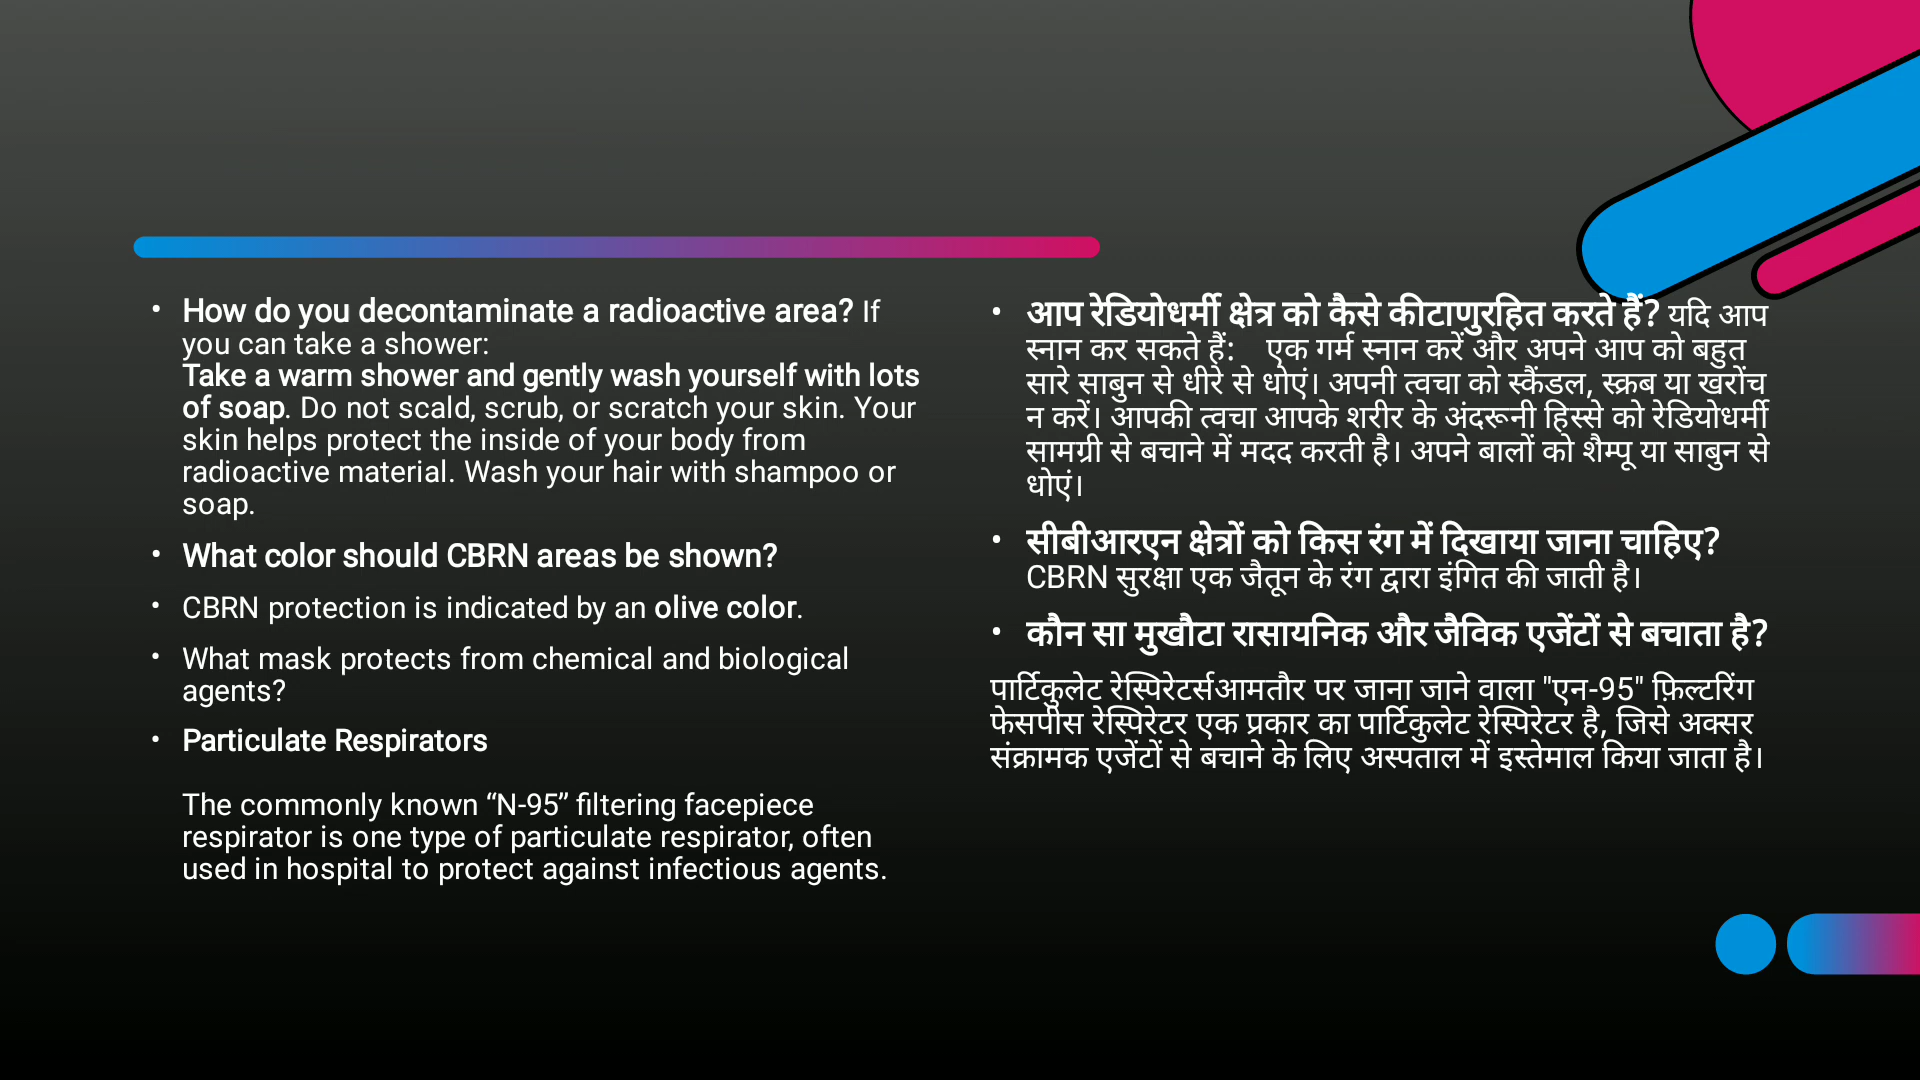 • How do you decontaminate a radioactive area? If
you can take a shower:
Take a warm shower and gently wash yourself with lots
of soap. Do not scald, scrub, or scratch your skin. Your
skin helps protect the inside of your body from
radioactive material. Wash your hair with shampoo or
soap.
• What color should CBRN areas be shown?
• CBRN protection is indicated by an olive color.
• What mask protects from chemical and biological
agents?
• Particulate Respirators
The commonly known “N-95” filtering facepiece
respirator is one type of particulate respirator, often
used in hospital to protect against infectious agents.
• आप रेडियोधर्मी क्षेत्र को कैसे कीटाणुरहित करते हैं? यदि आप
स्नान कर सकते हैं: एक गर्म स्नान करें और अपने आप को बहुत
सारे साबुन से धीरे से धोएं। अपनी त्वचा को स्कैंडल, स्क्रब या खरोंच
न करें। आपकी त्वचा आपके शरीर के अंदरूनी हिस्से को रेडियोधर्मी
सामग्री से बचाने में मदद करती है। अपने बालों को शैम्पू या साबुन से
धोएं।
• सीबीआरएन क्षेत्रों को किस रंग में दिखाया जाना चाहिए?
CBRN सुरक्षा एक जैतून के रंग द्वारा इंगित की जाती है।
• कौन सा मुखौटा रासायनिक और जैविक एजेंटों से बचाता है?
पार्टिकुलेट रेस्पिरेटर्सआमतौर पर जाना जाने वाला "एन-95" फ़िल्टरिंग
फेसपीस रेस्पिरेटर एक प्रकार का पार्टिकुलेट रेस्पिरेटर है, जिसे अक्सर
संक्रामक एजेंटों से बचाने के लिए अस्पताल में इस्तेमाल किया जाता है।